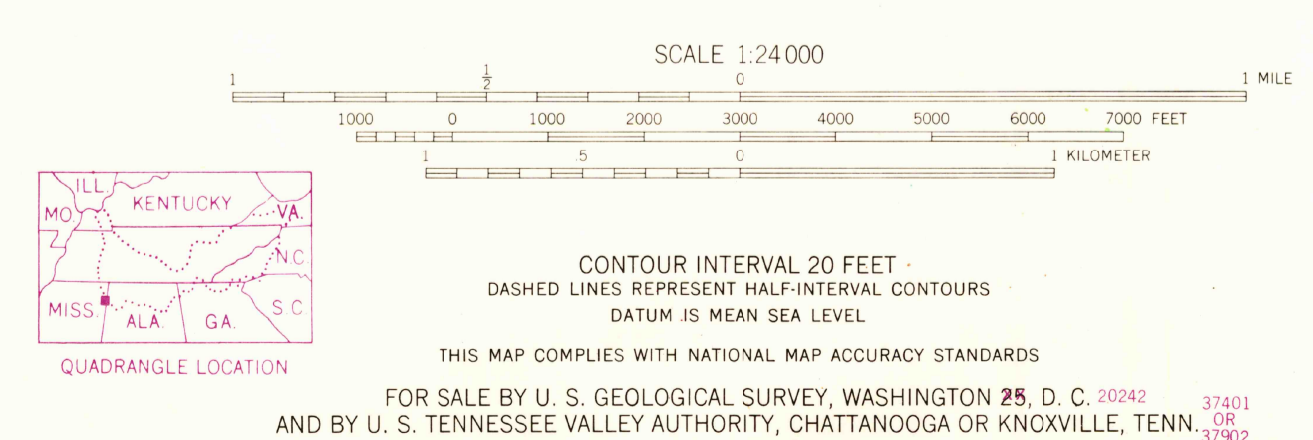 SCALE 1:24 000
1 1/2 0 1 MILE
1000 0 1000 2000 3000 4000 5000 6000 7000 FEET
1 .5 0 1 KILOMETER
ILL.
MO. KENTUCKY VA.
N.C.
MISS. ALA. GA. S.C.
QUADRANGLE LOCATION
CONTOUR INTERVAL 20 FEET
DASHED LINES REPRESENT HALF-INTERVAL CONTOURS
DATUM IS MEAN SEA LEVEL
THIS MAP COMPLIES WITH NATIONAL MAP ACCURACY STANDARDS
FOR SALE BY U. S. GEOLOGICAL SURVEY, WASHINGTON 25, D. C. 20242
AND BY U. S. TENNESSEE VALLEY AUTHORITY, CHATTANOOGA OR KNOXVILLE, TENN. 37401
OR
37902